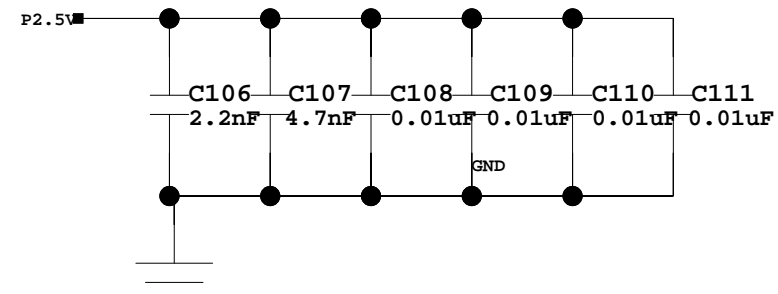 P2.5V
C106 C107 C108 C109 C110 C111
2.2nF 4.7nF 0.01uF 0.01uF 0.01uF 0.01uF
GND